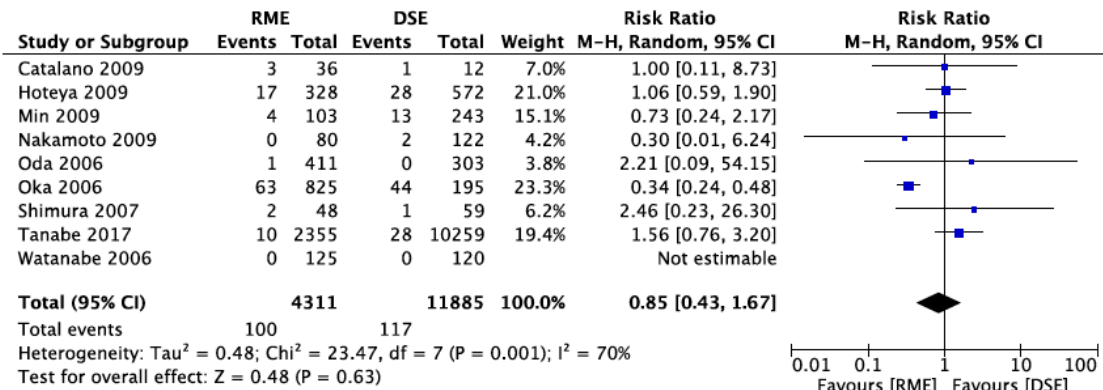 RME DSE Risk Ratio Risk Ratio
Study or Subgroup Events Total Events Total Weight M-H, Random, 95% CI M-H, Random, 95% CI
Catalano 2009 3 36 1 12 7.0% 1.00 [0.11, 8.73]
Hoteya 2009 17 328 28 572 21.0% 1.06 [0.59, 1.90]
Min 2009 4 103 13 243 15.1% 0.73 [0.24, 2.17]
Nakamoto 2009 0 80 2 122 4.2% 0.30 [0.01, 6.24]
Oda 2006 1 411 0 303 3.8% 2.21 [0.09, 54.15]
Oka 2006 63 825 44 195 23.3% 0.34 [0.24, 0.48]
Shimura 2007 2 48 1 59 6.2% 2.46 [0.23, 26.30]
Tanabe 2017 10 2355 28 10259 19.4% 1.56 [0.76, 3.20]
Watanabe 2006 0 125 0 120 Not estimable
Total (95% CI) 4311 11885 100.0% 0.85 [0.43, 1.67]
Total events 100 117
Heterogeneity: Tau² = 0.48; Chi² = 23.47, df = 7 (P = 0.001); I² = 70%
Test for overall effect: Z = 0.48 (P = 0.63)
0.01 0.1 1 10 100
Favours [RME] Favours [DSE]